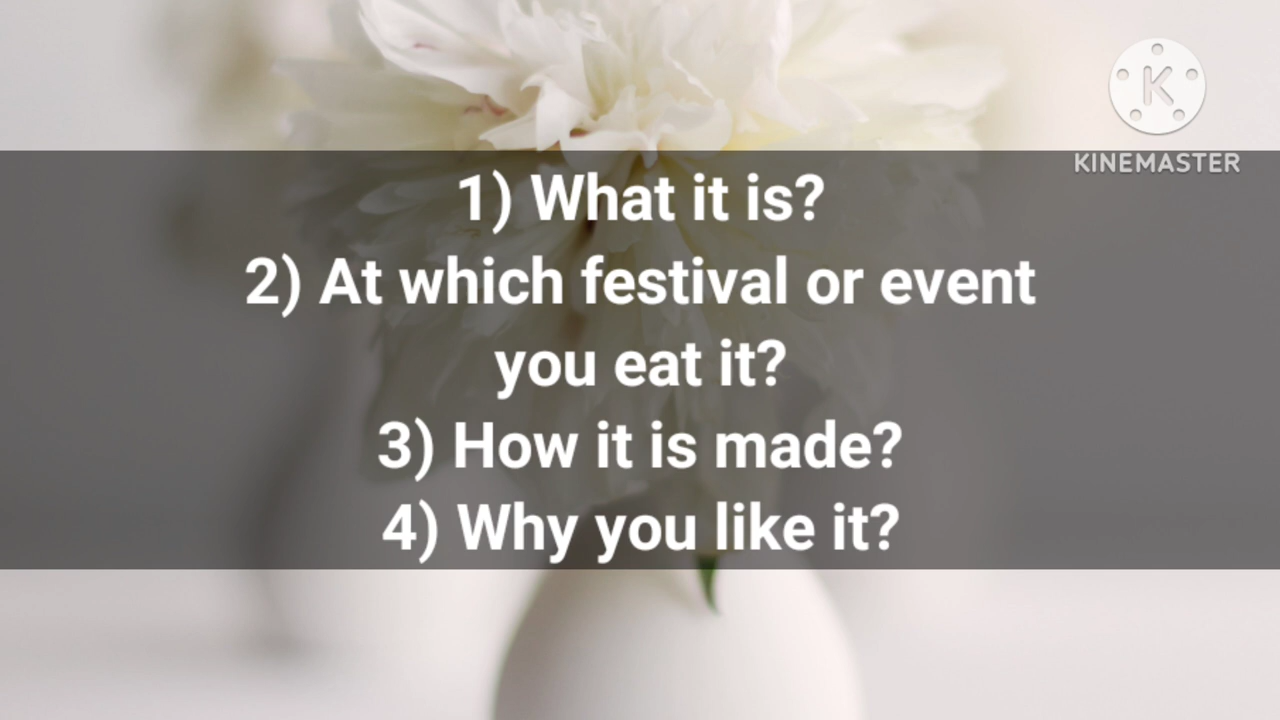 K
KINEMASTER
1) What it is?
2) At which festival or event
you eat it?
3) How it is made?
4) Why you like it?